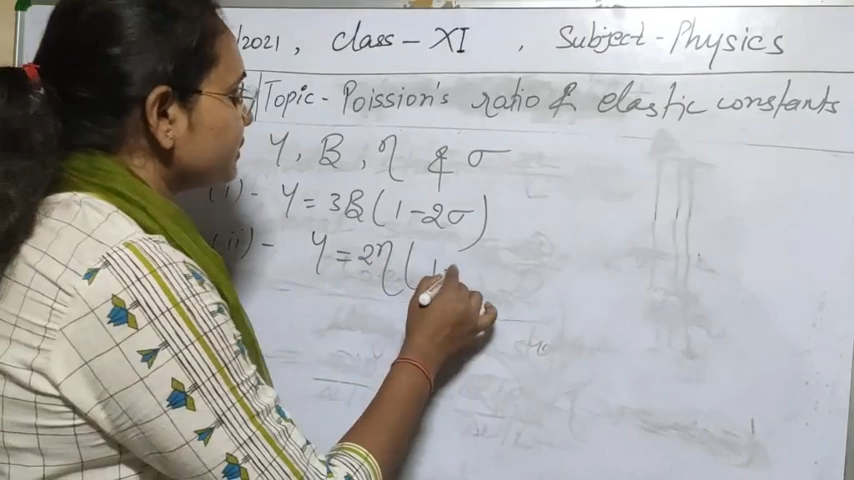 /2021, Class - XI, Subject - Physics
Topic - Poission's ratio & elastic constants
Y, B, η & σ
(i) - Y = 3B(1-2σ)
(ii) - Y = 2η(1